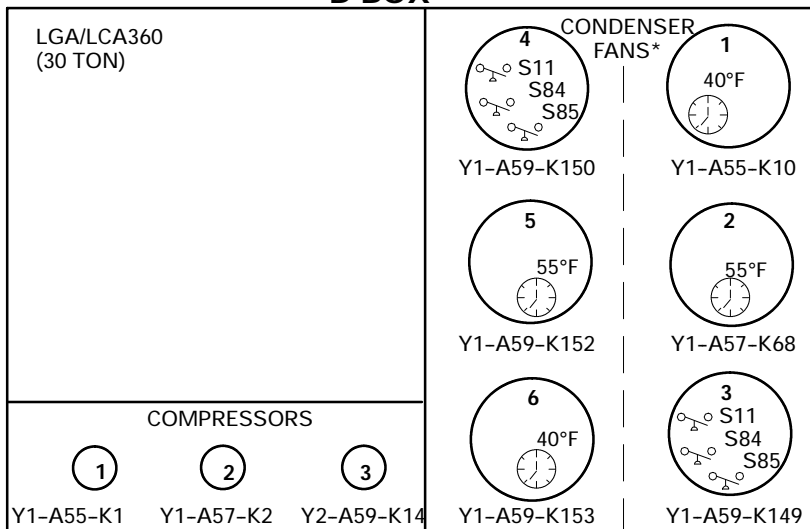 D BOX
LGA/LCA360
(30 TON)
CONDENSER
FANS*
4
S11
S84
S85
Y1-A59-K150
1
40°F
Y1-A55-K10
5
55°F
Y1-A59-K152
2
55°F
Y1-A57-K68
6
40°F
Y1-A59-K153
3
S11
S84
S85
Y1-A59-K149
COMPRESSORS
1
2
3
Y1-A55-K1
Y1-A57-K2
Y2-A59-K14